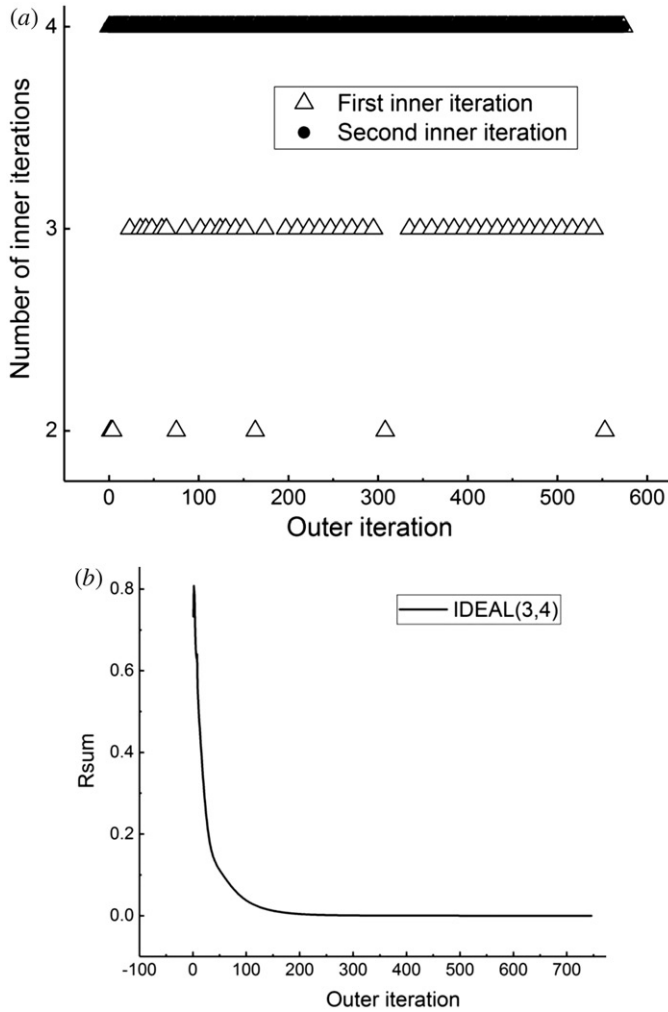 (a)
4
3
2
Number of inner iterations
First inner iteration
Second inner iteration
0 100 200 300 400 500 600
Outer iteration
(b)
0.8
0.6
0.4
0.2
0.0
Rsum
IDEAL(3,4)
-100 0 100 200 300 400 500 600 700
Outer iteration